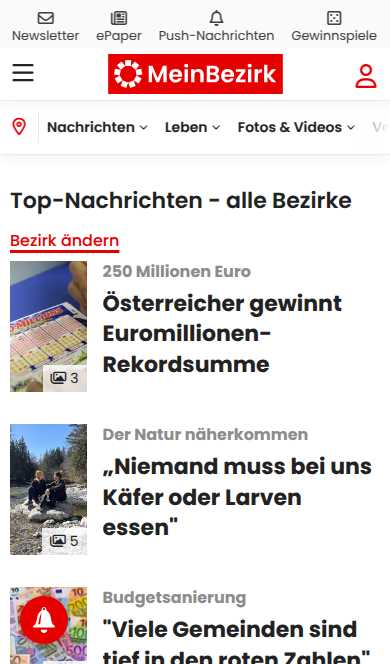 Newsletter ePaper Push-Nachrichten Gewinnspiele
MeinBezirk
Nachrichten Leben Fotos & Videos
Top-Nachrichten - alle Bezirke
Bezirk ändern
250 Millionen Euro
Österreicher gewinnt
Euromillionen-
Rekordsumme
3
Der Natur näherkommen
„Niemand muss bei uns
Käfer oder Larven
essen"
5
Budgetsanierung
"Viele Gemeinden sind
tief in den roten Zahlen"